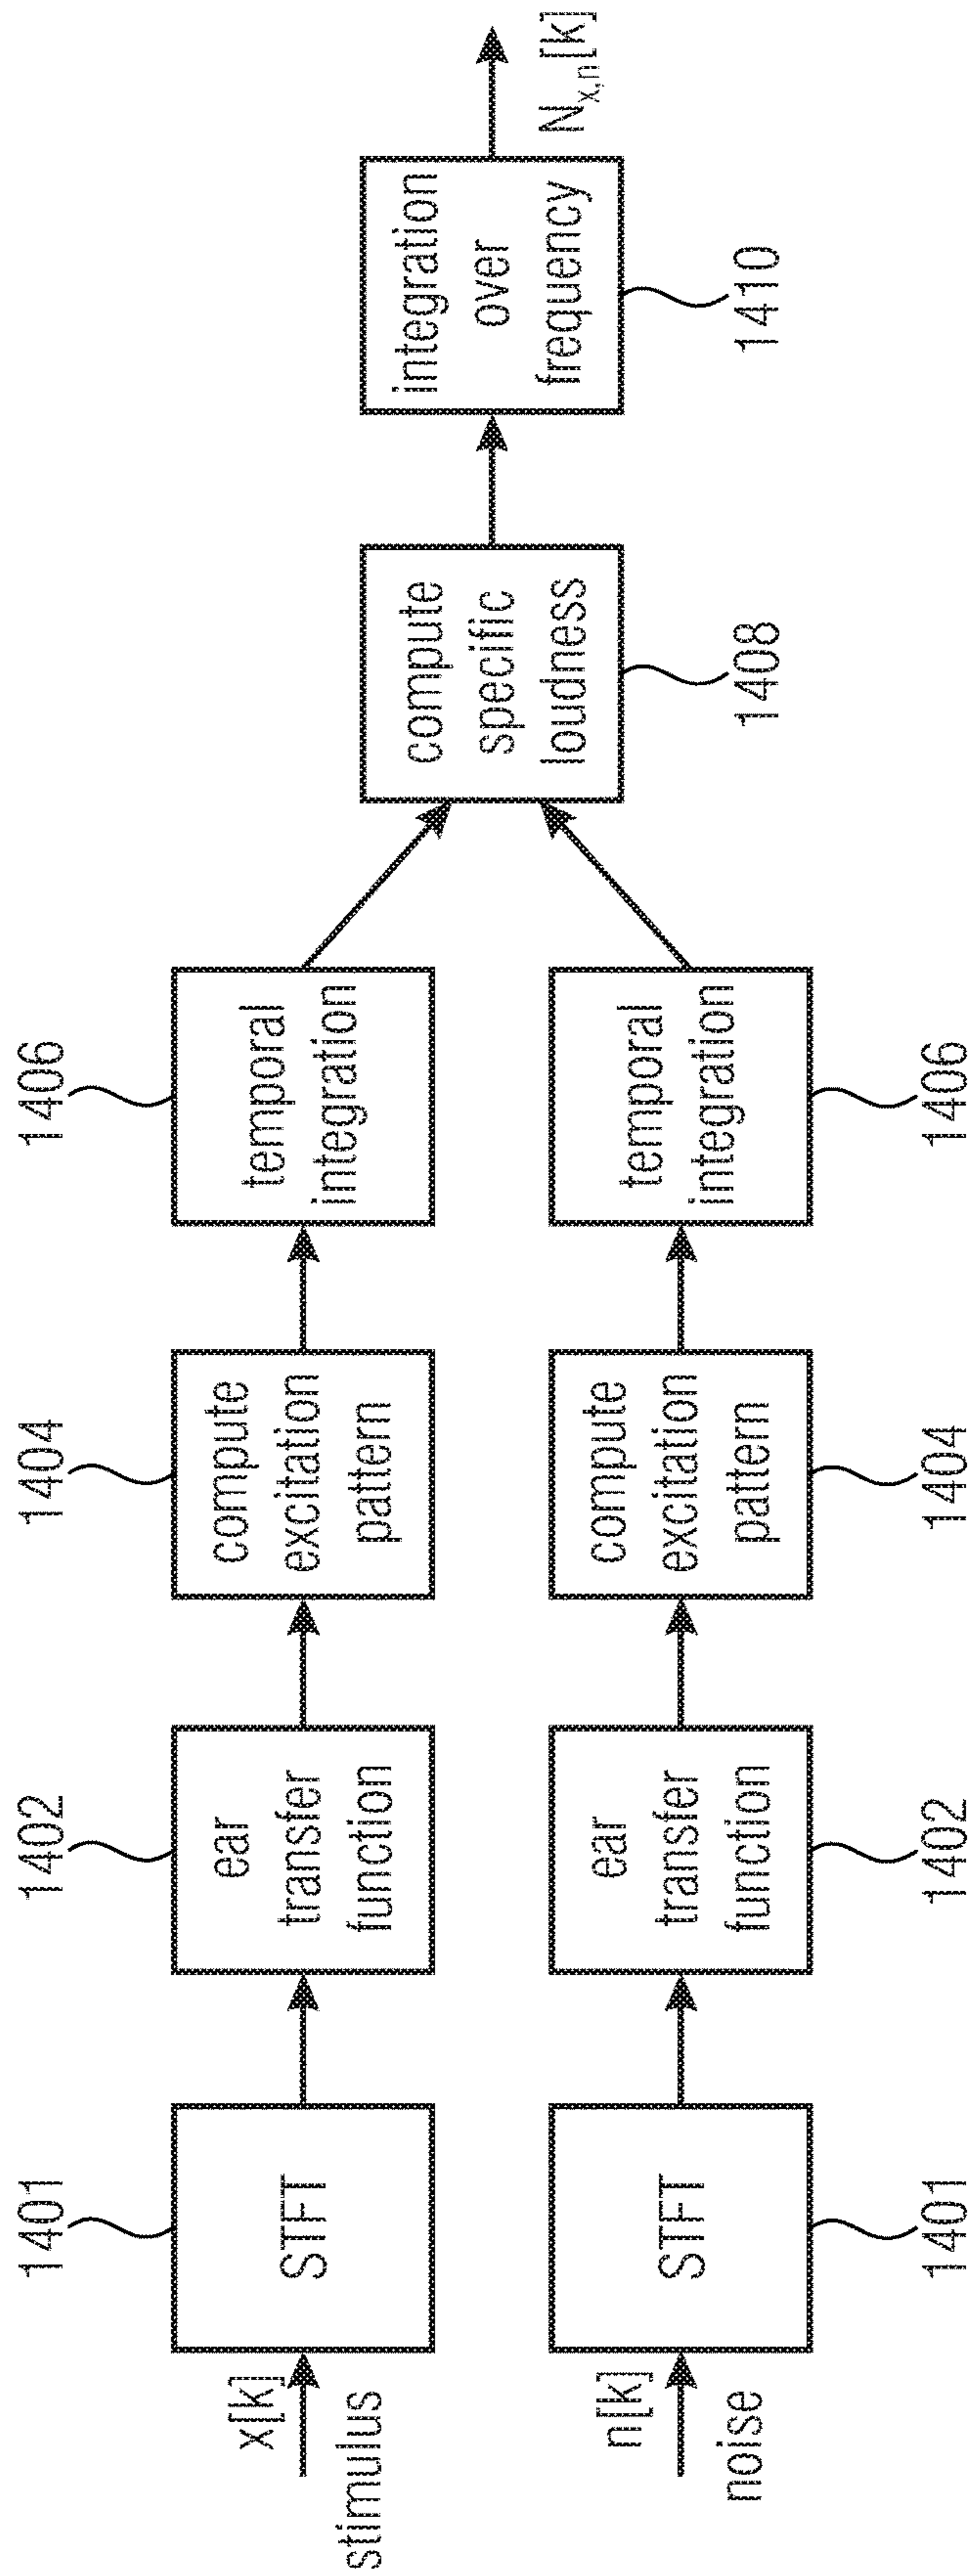 1401
1402
1404
1406
x[k]
stimulus
STFT
ear
transfer
function
compute
excitation
pattern
temporal
integration
compute
specific
loudness
1408
integration
over
frequency
1410
N_{x,n}[k]
n[k]
noise
STFT
ear
transfer
function
compute
excitation
pattern
temporal
integration
1401
1402
1404
1406